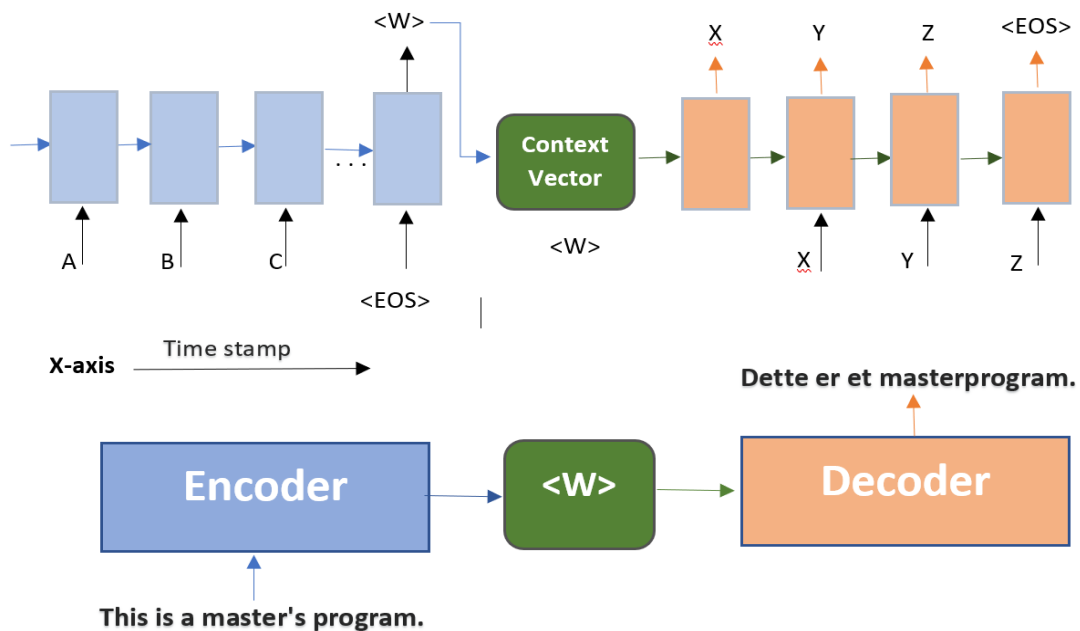 <W>
X Y Z <EOS>
Context
Vector
. . .
A B C
<W>
X Y Z
<EOS>
X-axis Time stamp
Dette er et masterprogram.
Encoder <W> Decoder
This is a master's program.